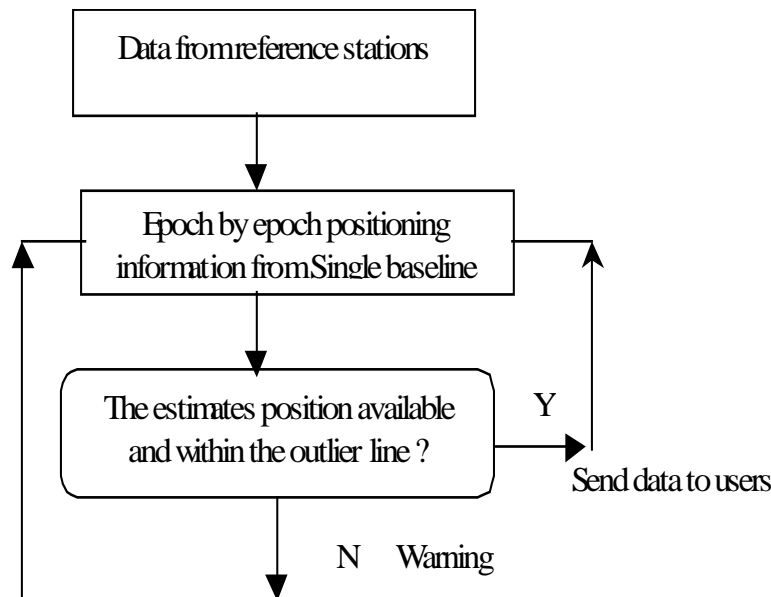 Data from reference stations
Epoch by epoch positioning
information from Single baseline
The estimates position available
and within the outlier line ?
Y
Send data to users
N Warning